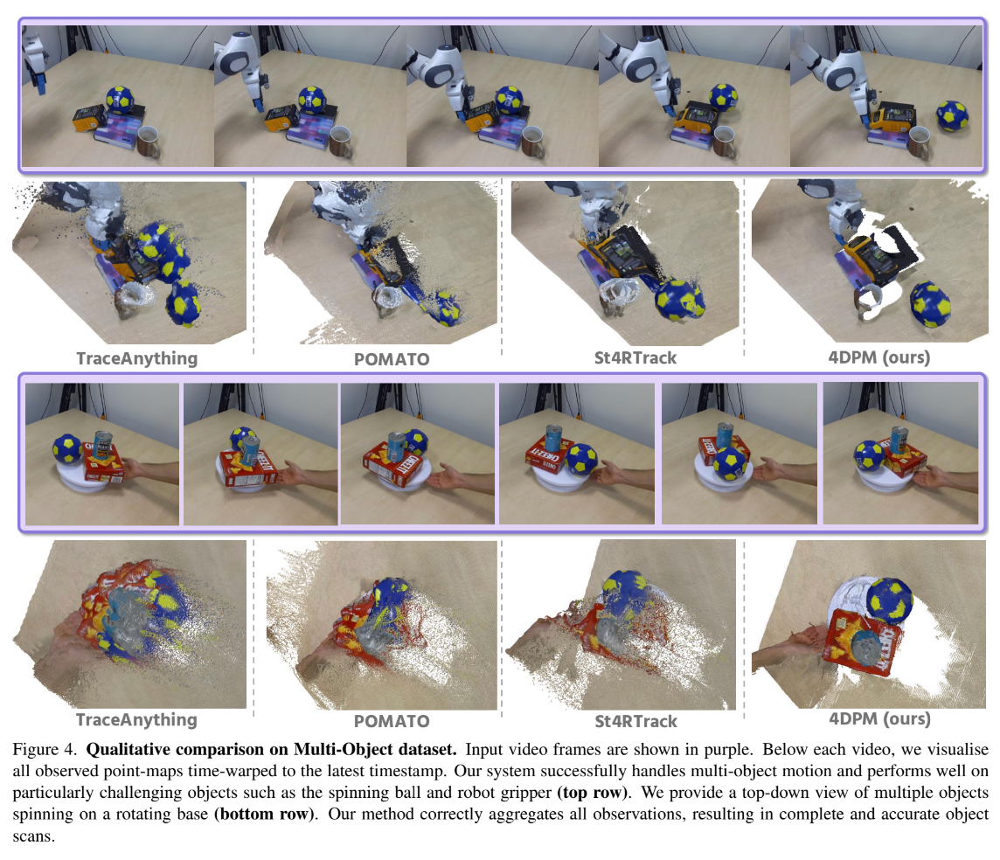 TraceAnything
POMATO
St4RTrack
4DPM (ours)
CHEEZ IT
TraceAnything
POMATO
St4RTrack
4DPM (ours)
Figure 4. Qualitative comparison on Multi-Object dataset. Input video frames are shown in purple. Below each video, we visualise
all observed point-maps time-warped to the latest timestamp. Our system successfully handles multi-object motion and performs well on
particularly challenging objects such as the spinning ball and robot gripper (top row). We provide a top-down view of multiple objects
spinning on a rotating base (bottom row). Our method correctly aggregates all observations, resulting in complete and accurate object
scans.